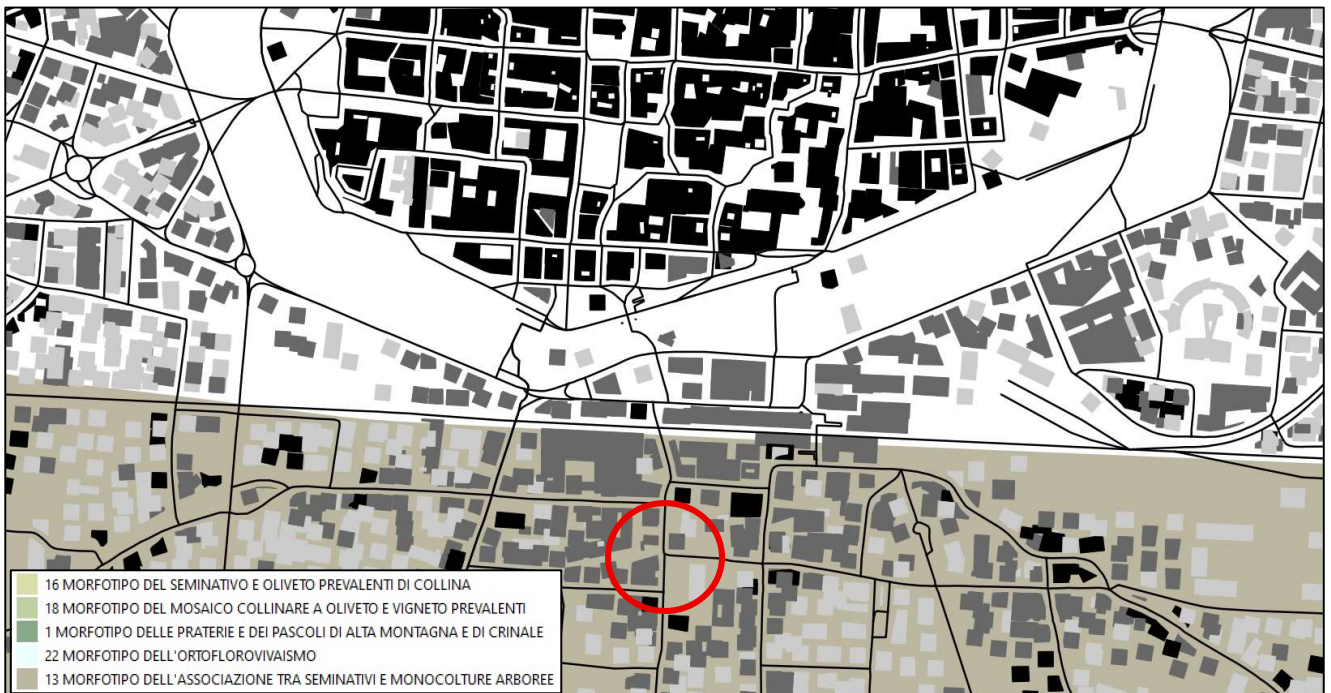 16 MORFOTIPO DEL SEMINATIVO E OLIVETO PREVALENTI DI COLLINA
18 MORFOTIPO DEL MOSAICO COLLINARE A OLIVETO E VIGNETO PREVALENTI
1 MORFOTIPO DELLE PRATERIE E DEI PASCOLI DI ALTA MONTAGNA E DI CRINALE
22 MORFOTIPO DELL'ORTOFLOROVIVAISMO
13 MORFOTIPO DELL'ASSOCIAZIONE TRA SEMINATIVI E MONOCOLTURE ARBOREE